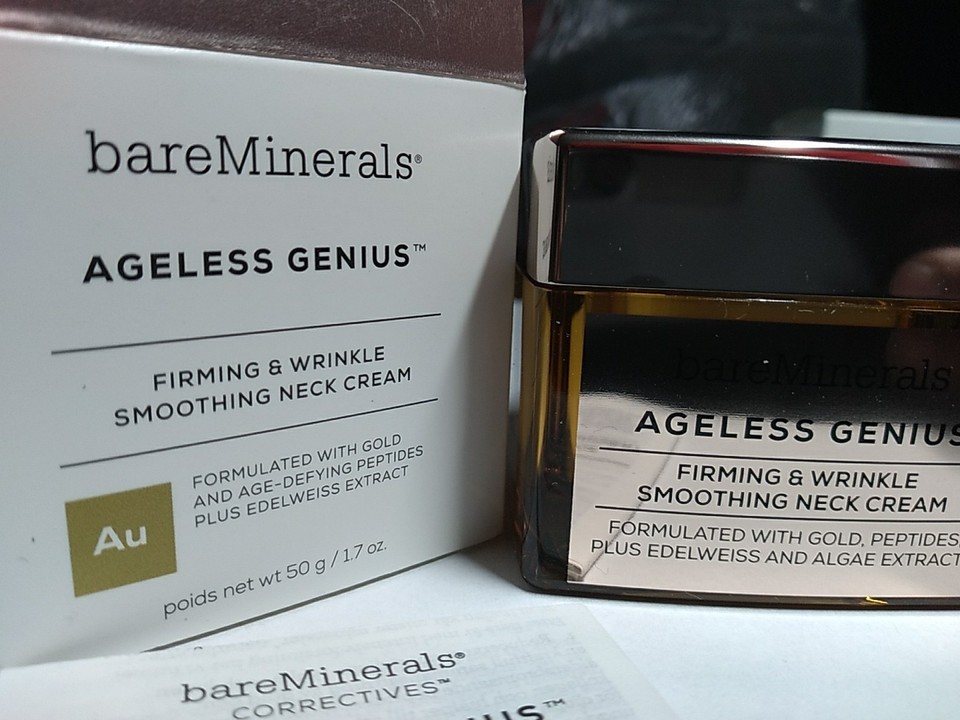 bareMinerals®
AGELESS GENIUS™
FIRMING & WRINKLE
SMOOTHING NECK CREAM
FORMULATED WITH GOLD
AND AGE-DEFYING PEPTIDES
PLUS EDELWEISS EXTRACT
Au
poids net wt 50 g / 1.7 oz.
bareMinerals
AGELESS GENIUS
FIRMING & WRINKLE
SMOOTHING NECK CREAM
FORMULATED WITH GOLD, PEPTIDES,
PLUS EDELWEISS AND ALGAE EXTRACT
bareMinerals®
CORRECTIVES™